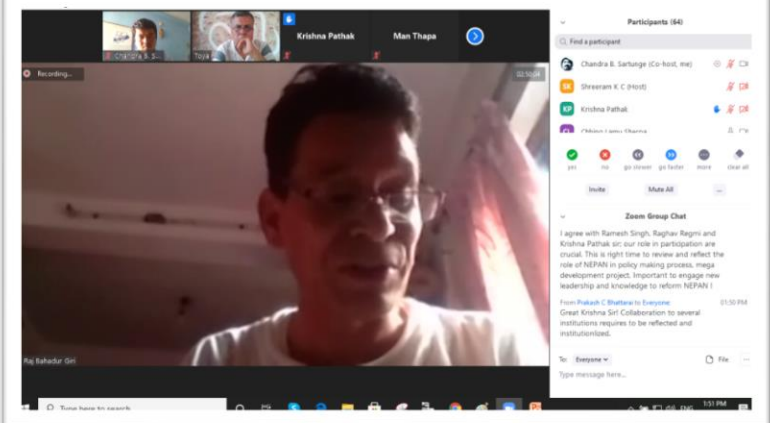 Krishna Pathak
Man Thapa
Chandra B. S...
Toya
Recording...
Raj Bahadur Giri
Participants (64)
Find a participant
Chandra B. Sartunge (Co-host, me)
SK Shreeram K C (Host)
KP Krishna Pathak
yes no go slower go faster more clear all
Invite Mute All ...
Zoom Group Chat
I agree with Ramesh Singh, Raghav Regmi and
Krishna Pathak sir; our role in participation are
crucial. This is right time to review and reflect the
role of NEPAN in policy making process, mega
development project. Important to engage new
leadership and knowledge to reform NEPAN !
From Prakash C Bhattarai to Everyone 01:50 PM
Great Krishna Sir! Collaboration to several
institutions requires to be reflected and
institutionlized.
To: Everyone File ...
Type message here...
Type here to search
ENG 1:51 PM